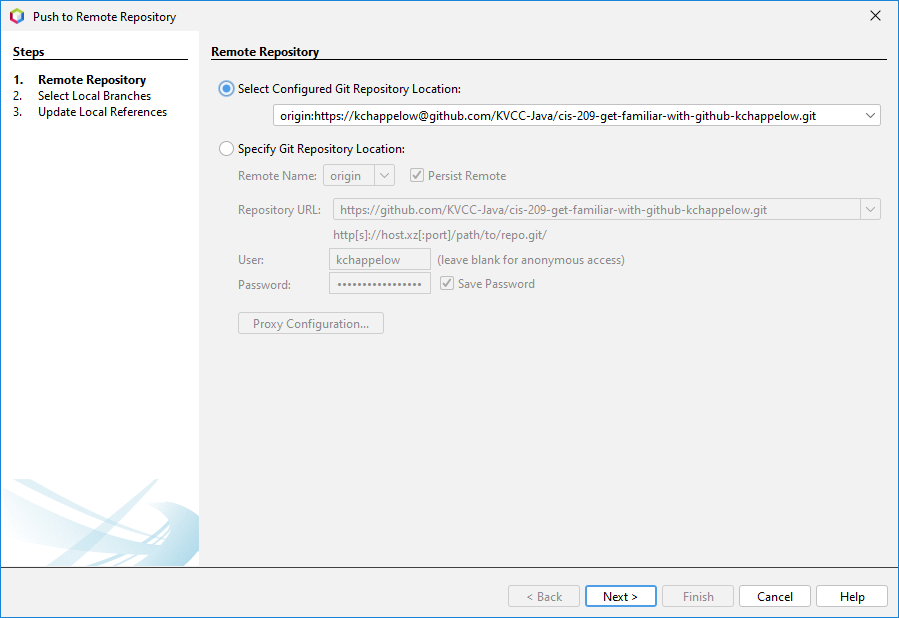 Push to Remote Repository
Steps
1. Remote Repository
2. Select Local Branches
3. Update Local References
Remote Repository
Select Configured Git Repository Location:
origin:https://kchappelow@github.com/KVCC-Java/cis-209-get-familiar-with-github-kchappelow.git
Specify Git Repository Location:
Remote Name: origin Persist Remote
Repository URL: https://github.com/KVCC-Java/cis-209-get-familiar-with-github-kchappelow.git
http[s]://host.xz[:port]/path/to/repo.git/
User: kchappelow (leave blank for anonymous access)
Password: ••••••••••••••••• Save Password
Proxy Configuration...
< Back Next > Finish Cancel Help